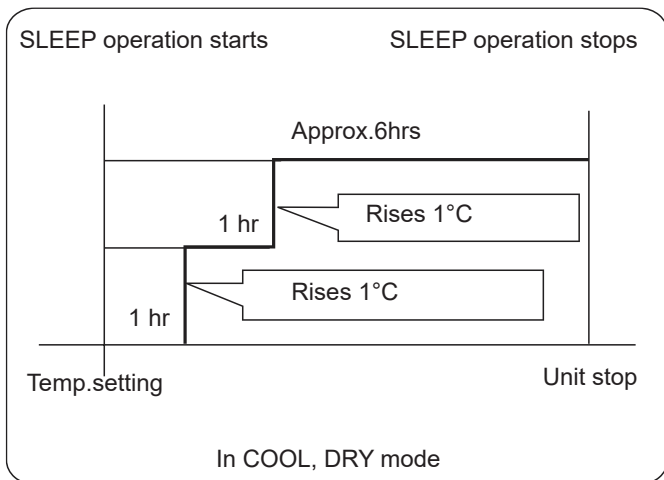 SLEEP operation starts
SLEEP operation stops
Approx.6hrs
Rises 1°C
1 hr
Rises 1°C
1 hr
Temp.setting
Unit stop
In COOL, DRY mode